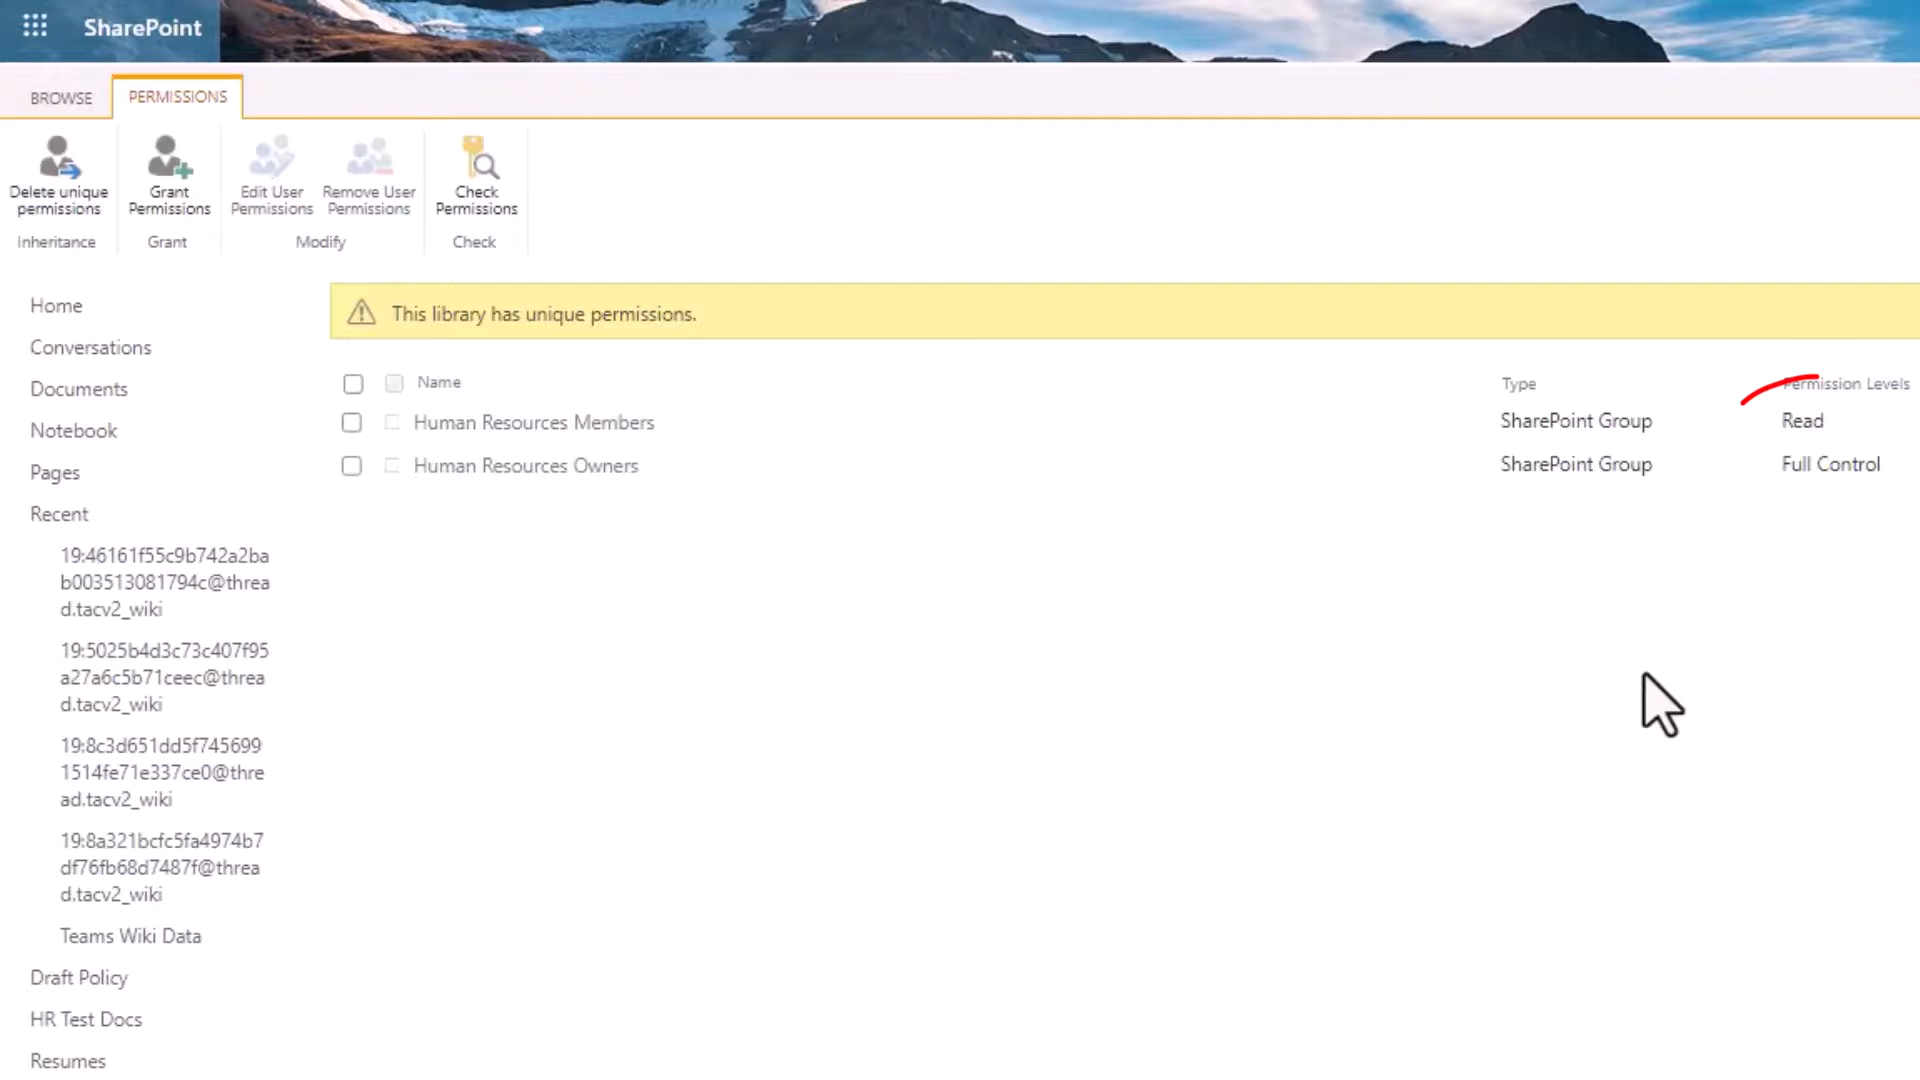 SharePoint
BROWSE
PERMISSIONS
Delete unique
permissions
Inheritance
Grant
Permissions
Grant
Edit User
Permissions
Remove User
Permissions
Modify
Check
Permissions
Check
Home
Conversations
Documents
Notebook
Pages
Recent
19:46161f55c9b742a2ba
b003513081794c@threa
d.tacv2_wiki
19:5025b4d3c73c407f95
a27a6c5b71ceec@threa
d.tacv2_wiki
19:8c3d651dd5f745699
1514fe71e337ce0@thre
ad.tacv2_wiki
19:8a321bcfc5fa4974b7
df76fb68d7487f@threa
d.tacv2_wiki
Teams Wiki Data
Draft Policy
HR Test Docs
Resumes
This library has unique permissions.
Name Type Permission Levels
Human Resources Members SharePoint Group Read
Human Resources Owners SharePoint Group Full Control